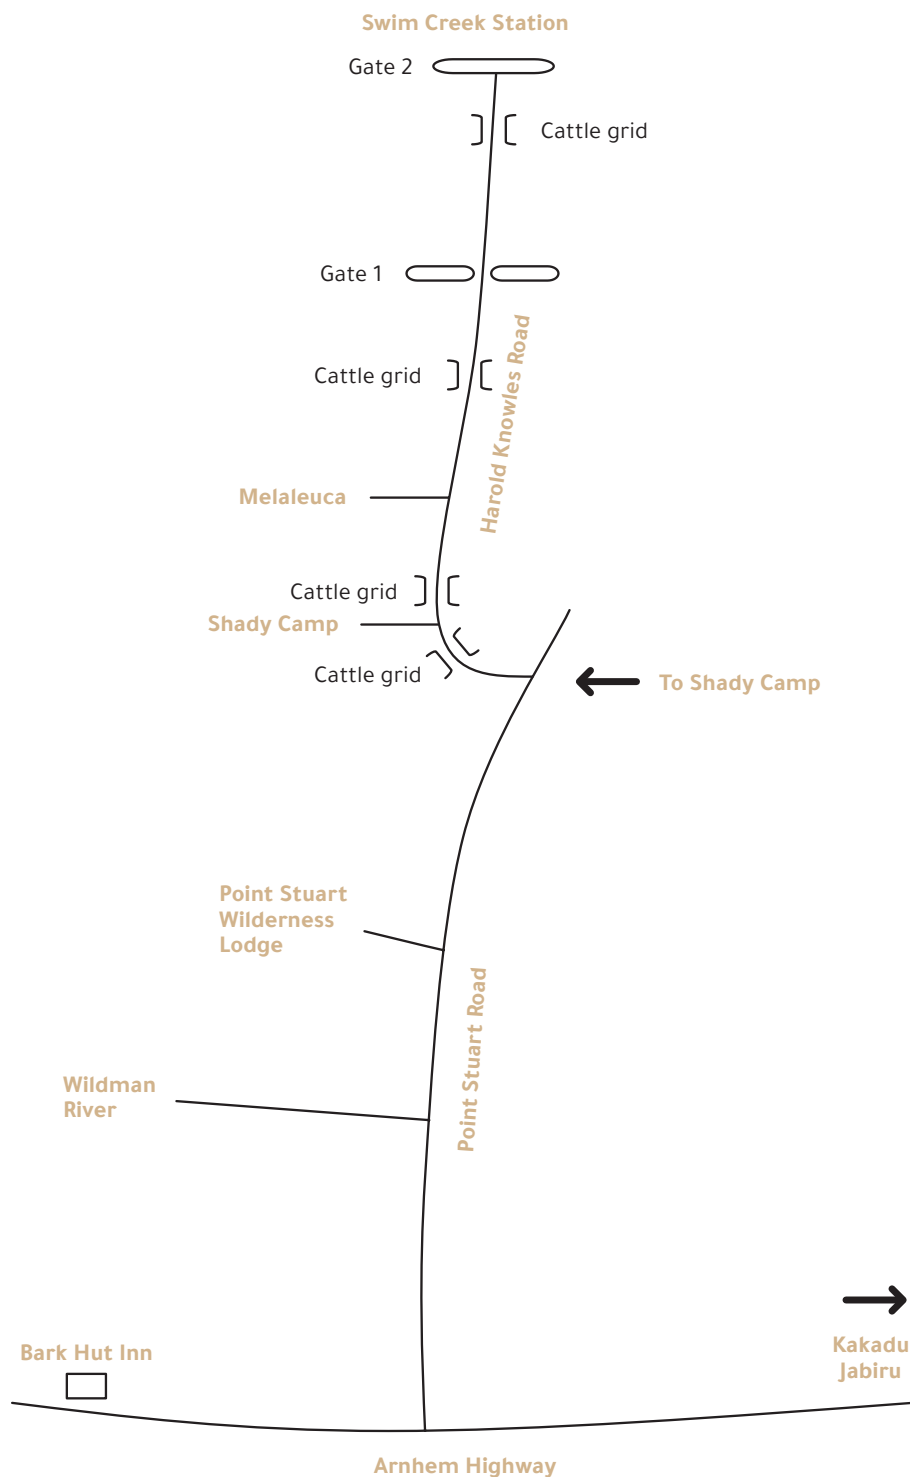 Swim Creek Station
Gate 2
Cattle grid
Gate 1
Harold Knowles Road
Cattle grid
Melaleuca
Cattle grid
Shady Camp
Cattle grid
To Shady Camp
Point Stuart
Wilderness
Lodge
Point Stuart Road
Wildman
River
Bark Hut Inn
Kakadu
Jabiru
Arnhem Highway